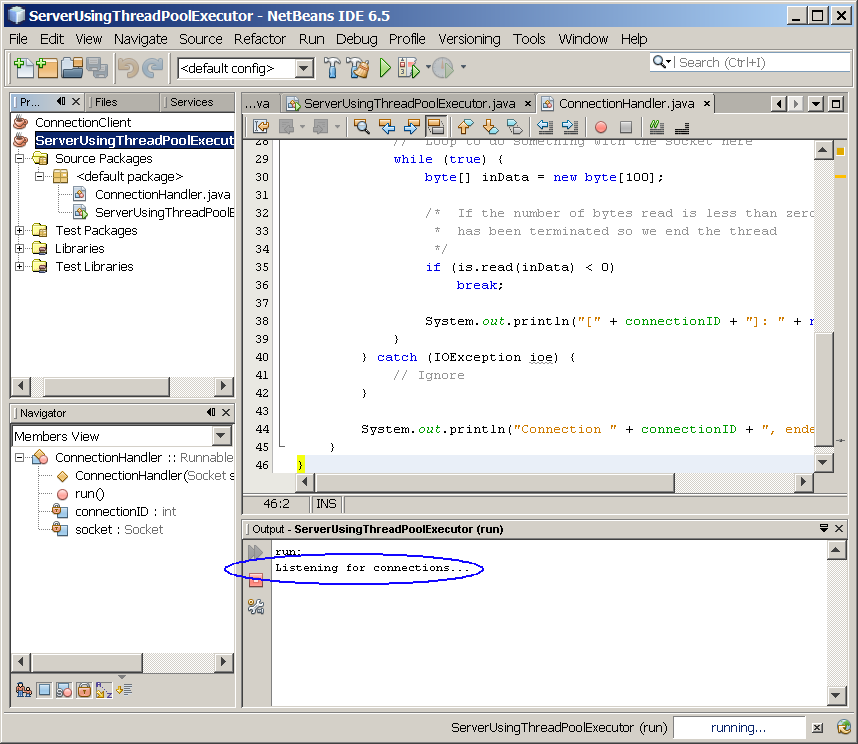 ServerUsingThreadPoolExecutor - NetBeans IDE 6.5
File Edit View Navigate Source Refactor Run Debug Profile Versioning Tools Window Help
<default config>
Search (Ctrl+I)
Pr... Files Services
ConnectionClient
ServerUsingThreadPoolExecut
Source Packages
<default package>
ConnectionHandler.java
ServerUsingThreadPoolE
Test Packages
Libraries
Test Libraries
Navigator
Members View
ConnectionHandler :: Runnable
ConnectionHandler(Socket s
run()
connectionID : int
socket : Socket
...va ServerUsingThreadPoolExecutor.java ConnectionHandler.java
28 // Loop to do something with the socket here
29 while (true) {
30 byte[] inData = new byte[100];
31
32 /* If the number of bytes read is less than zero
33 * has been terminated so we end the thread
34 */
35 if (is.read(inData) < 0)
36 break;
37
38 System.out.println("[" + connectionID + "]: " + n
39 }
40 } catch (IOException ioe) {
41 // Ignore
42 }
43
44 System.out.println("Connection " + connectionID + ", ende
45 }
46 }
46:2 INS
Output - ServerUsingThreadPoolExecutor (run)
run:
Listening for connections...
ServerUsingThreadPoolExecutor (run) running...